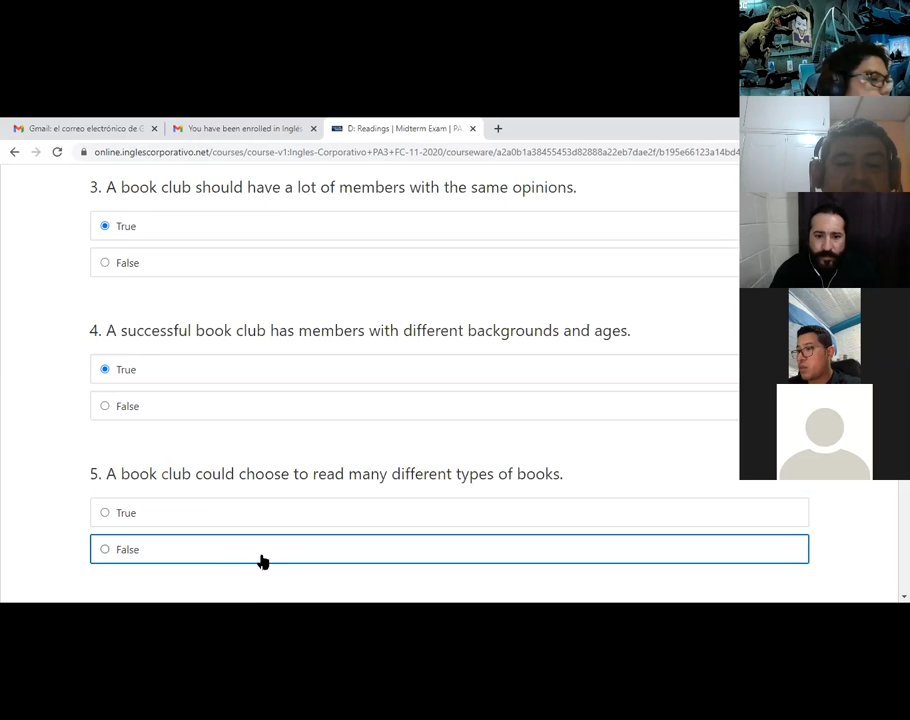 Gmail: el correo electrónico de G
You have been enrolled in Inglés
D: Readings | Midterm Exam | PA
online.inglescorporativo.net/courses/course-v1:Ingles-Corporativo+PA3+FC-11-2020/courseware/a2a0b1a38455453d82888a22eb7dae2f/b195e66123a14bd4
3. A book club should have a lot of members with the same opinions.
True
False
4. A successful book club has members with different backgrounds and ages.
True
False
5. A book club could choose to read many different types of books.
True
False